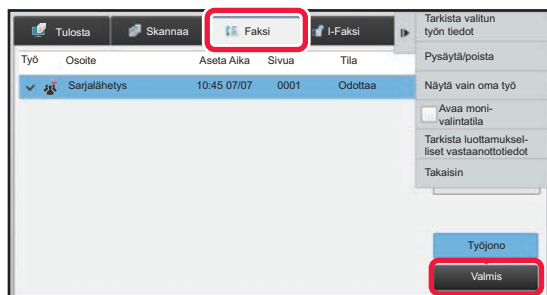 Tulosta
Skannaa
Faksi
I-Faksi
Työ Osoite Aseta Aika Sivua Tila
Sarjalähetys 10:45 07/07 0001 Odottaa
Tarkista valitun
työn tiedot
Pysäytä/poista
Näytä vain oma työ
Avaa moni-
valintatila
Tarkista luottamuksel-
liset vastaanottotiedot
Takaisin
Työjono
Valmis